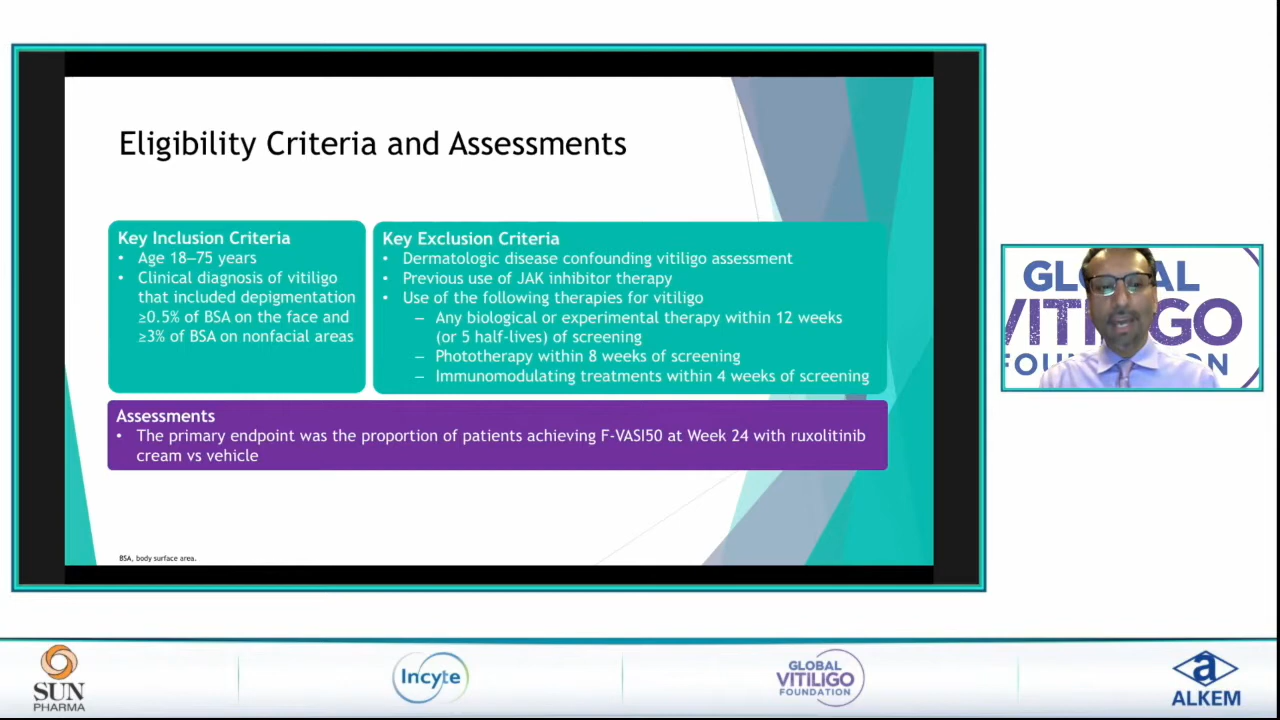 Eligibility Criteria and Assessments
Key Inclusion Criteria
• Age 18–75 years
• Clinical diagnosis of vitiligo
that included depigmentation
≥0.5% of BSA on the face and
≥3% of BSA on nonfacial areas
Key Exclusion Criteria
• Dermatologic disease confounding vitiligo assessment
• Previous use of JAK inhibitor therapy
• Use of the following therapies for vitiligo
– Any biological or experimental therapy within 12 weeks
(or 5 half-lives) of screening
– Phototherapy within 8 weeks of screening
– Immunomodulating treatments within 4 weeks of screening
Assessments
• The primary endpoint was the proportion of patients achieving F-VASI50 at Week 24 with ruxolitinib
cream vs vehicle
BSA, body surface area.
SUN
PHARMA
Incyte
GLOBAL
VITILIGO
FOUNDATION
a
ALKEM